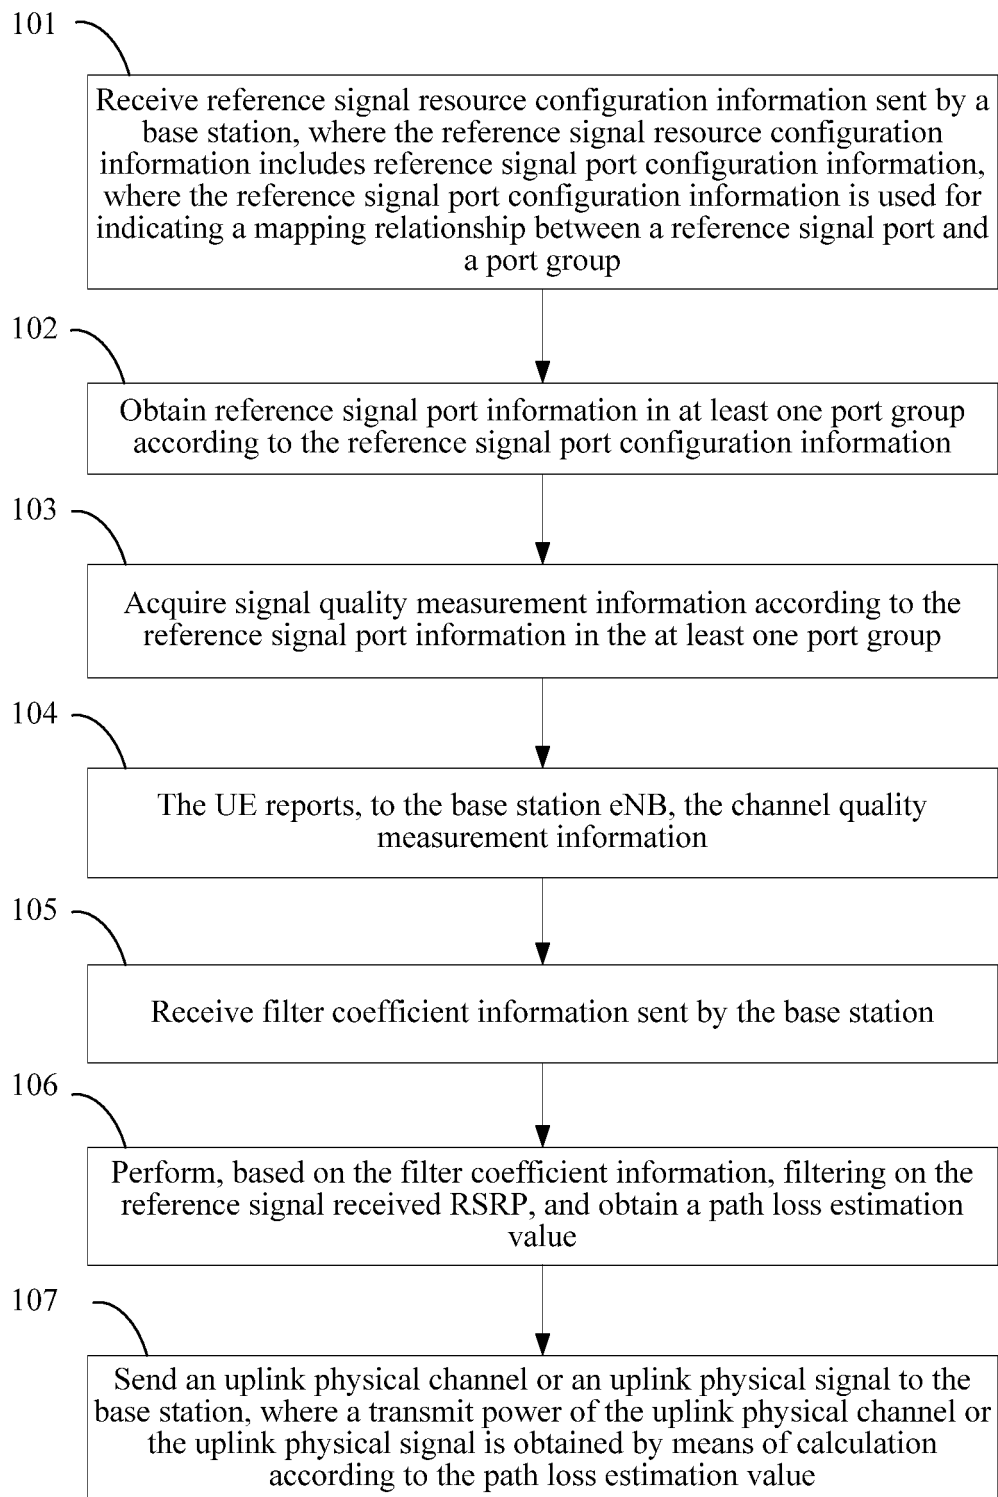 101
Receive reference signal resource configuration information sent by a
base station, where the reference signal resource configuration
information includes reference signal port configuration information,
where the reference signal port configuration information is used for
indicating a mapping relationship between a reference signal port and
a port group
102
Obtain reference signal port information in at least one port group
according to the reference signal port configuration information
103
Acquire signal quality measurement information according to the
reference signal port information in the at least one port group
104
The UE reports, to the base station eNB, the channel quality
measurement information
105
Receive filter coefficient information sent by the base station
106
Perform, based on the filter coefficient information, filtering on the
reference signal received RSRP, and obtain a path loss estimation
value
107
Send an uplink physical channel or an uplink physical signal to the
base station, where a transmit power of the uplink physical channel or
the uplink physical signal is obtained by means of calculation
according to the path loss estimation value